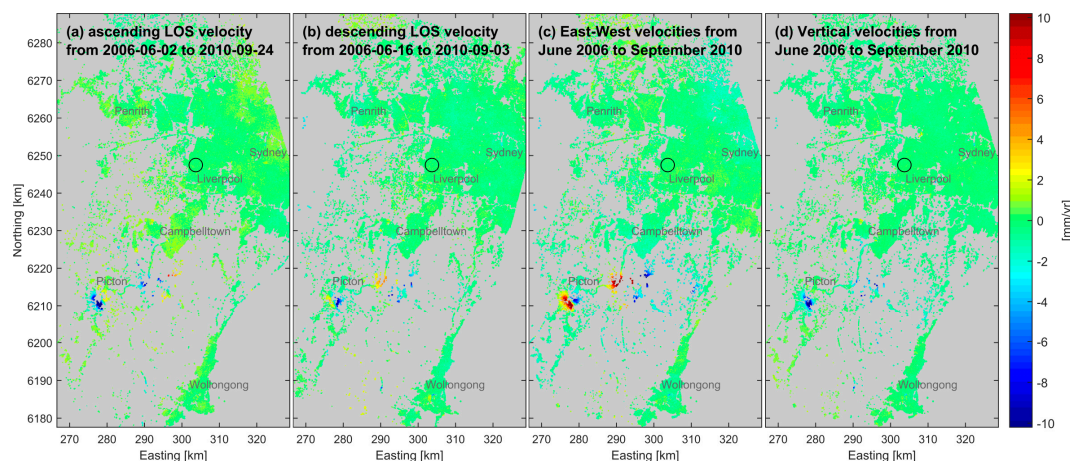 (a) ascending LOS velocity
from 2006-06-02 to 2010-09-24
(b) descending LOS velocity
from 2006-06-16 to 2010-09-03
(c) East-West velocities from
June 2006 to September 2010
(d) Vertical velocities from
June 2006 to September 2010
Northing [km]
6280
6270
6260
6250
6240
6230
6220
6210
6200
6190
6180
Penrith
Sydney
Liverpool
Campbelltown
Picton
Wollongong
Penrith
Sydney
Liverpool
Campbelltown
Picton
Wollongong
Penrith
Sydney
Liverpool
Campbelltown
Picton
Wollongong
Penrith
Sydney
Liverpool
Campbelltown
Picton
Wollongong
270 280 290 300 310 320
270 280 290 300 310 320
270 280 290 300 310 320
270 280 290 300 310 320
Easting [km]
Easting [km]
Easting [km]
Easting [km]
10
8
6
4
2
0
-2
-4
-6
-8
-10
[mm/yr]